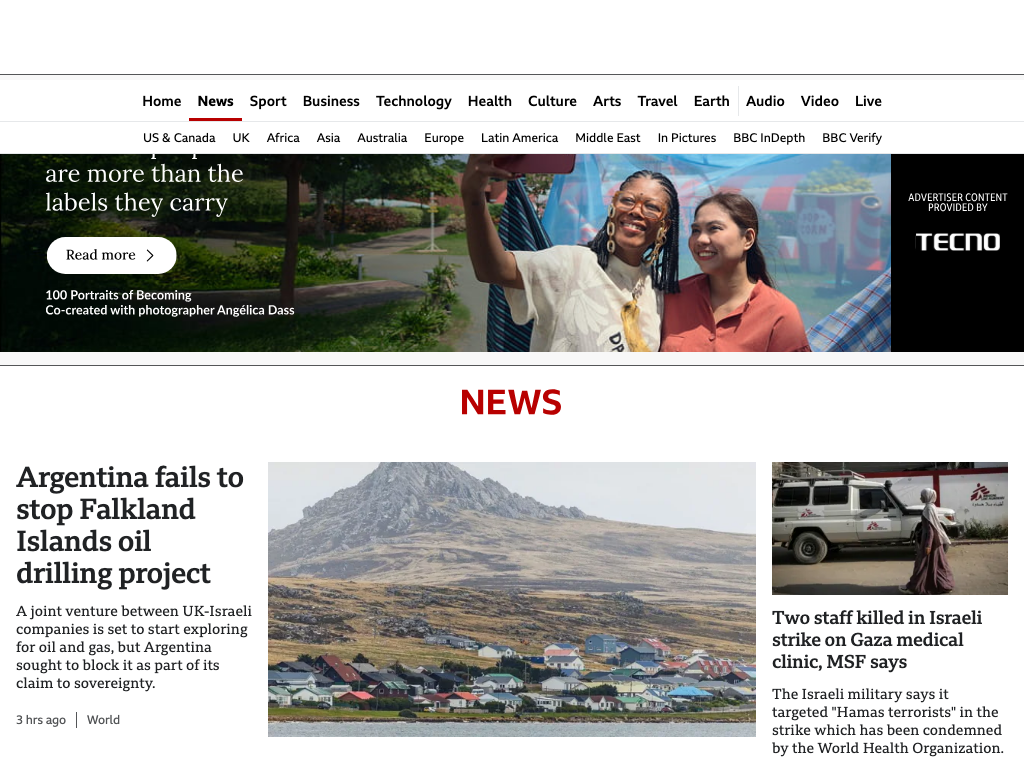 Home News Sport Business Technology Health Culture Arts Travel Earth Audio Video Live
US & Canada UK Africa Asia Australia Europe Latin America Middle East In Pictures BBC InDepth BBC Verify
are more than the
labels they carry
Read more
100 Portraits of Becoming
Co-created with photographer Angélica Dass
ADVERTISER CONTENT
PROVIDED BY
TECNO
NEWS
Argentina fails to
stop Falkland
Islands oil
drilling project
A joint venture between UK-Israeli
companies is set to start exploring
for oil and gas, but Argentina
sought to block it as part of its
claim to sovereignty.
3 hrs ago World
Two staff killed in Israeli
strike on Gaza medical
clinic, MSF says
The Israeli military says it
targeted "Hamas terrorists" in the
strike which has been condemned
by the World Health Organization.